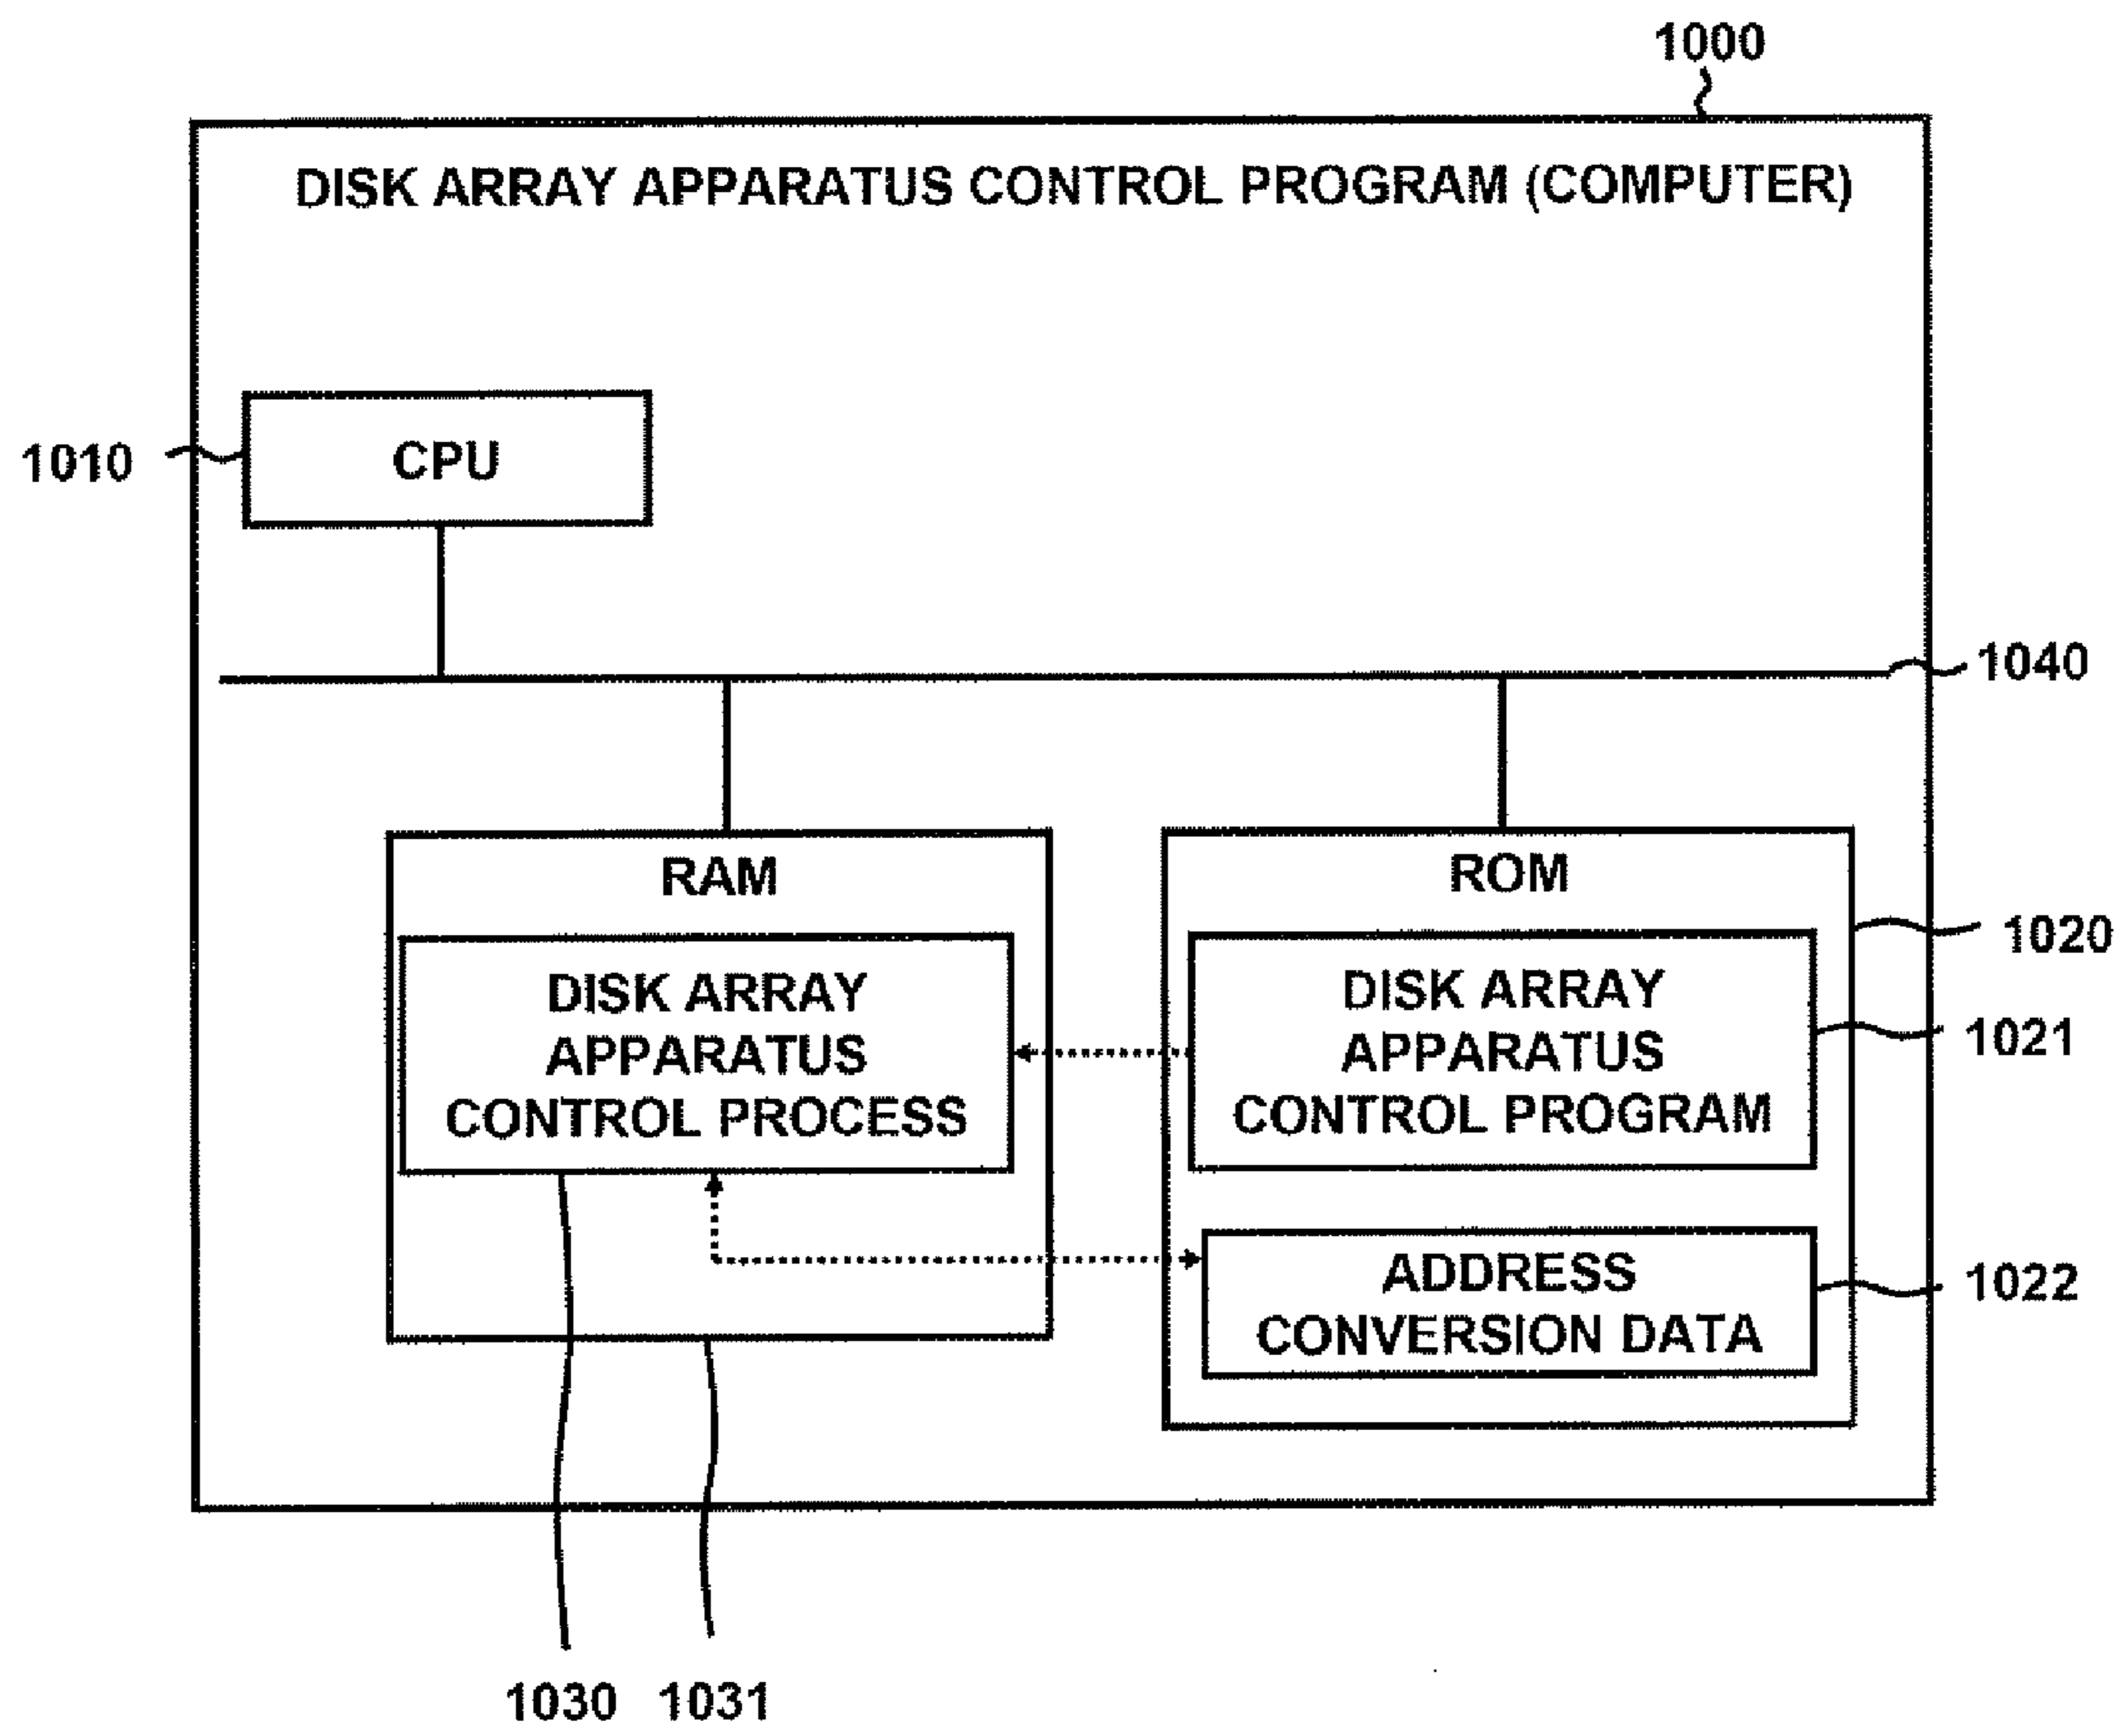 1000
DISK ARRAY APPARATUS CONTROL PROGRAM (COMPUTER)
1010
CPU
1040
RAM
ROM
1020
DISK ARRAY
APPARATUS
CONTROL PROCESS
DISK ARRAY
APPARATUS
CONTROL PROGRAM
1021
ADDRESS
CONVERSION DATA
1022
1030
1031